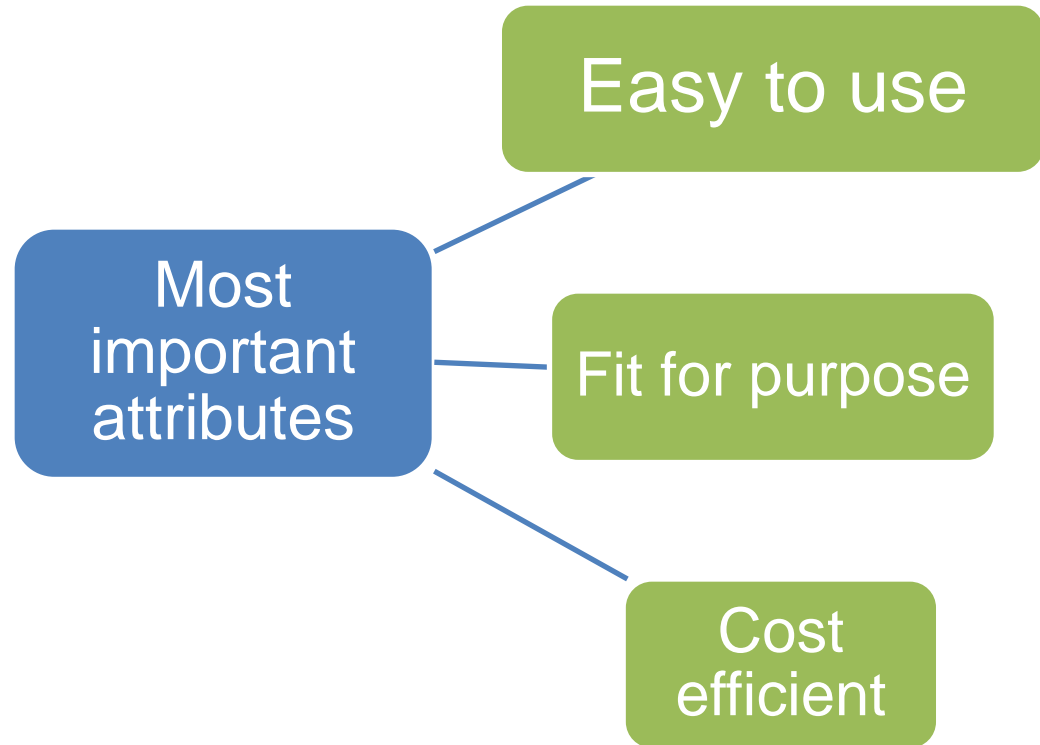 Easy to use
Most
important
attributes
Fit for purpose
Cost
efficient